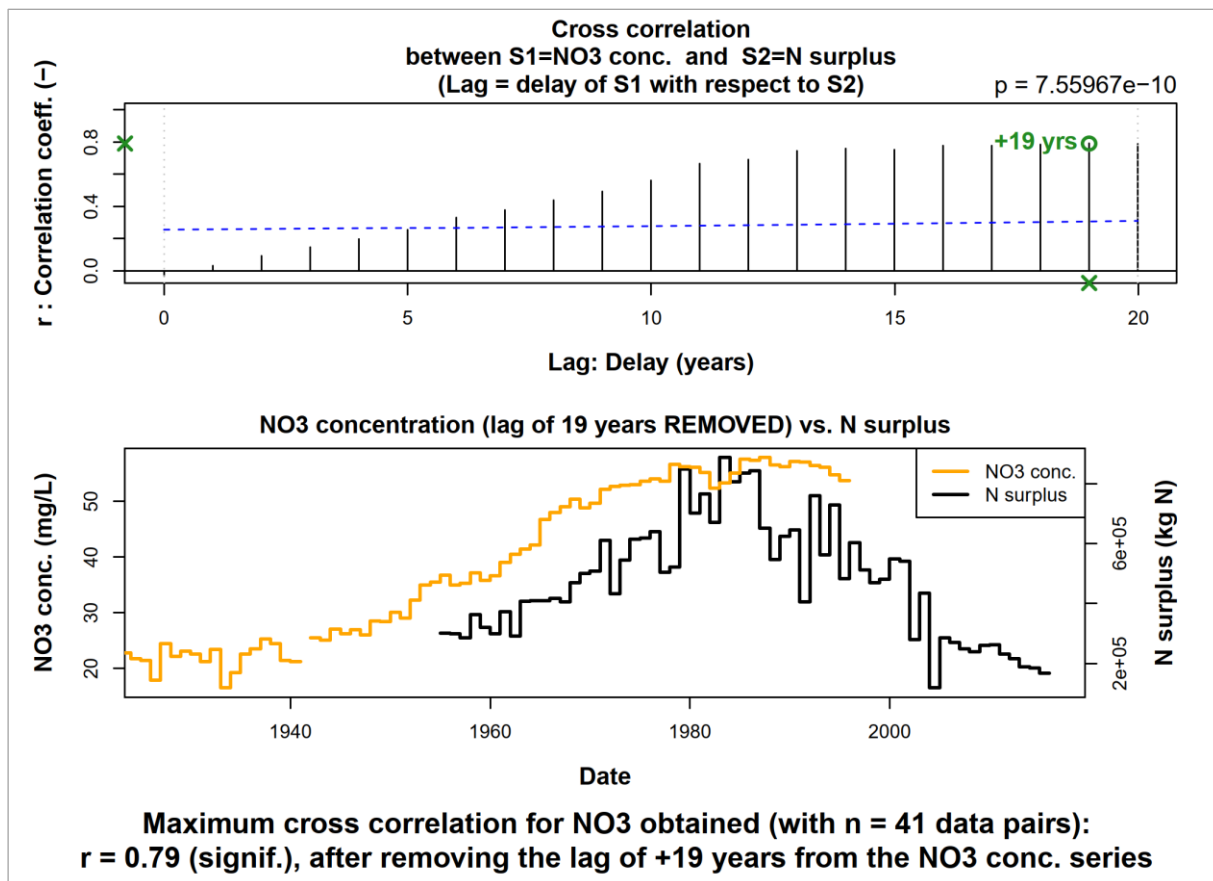 Cross correlation
between S1=NO3 conc.  and  S2=N surplus
(Lag = delay of S1 with respect to S2)
p = 7.55967e−10
r : Correlation coeff. (−)
0.8
0.4
0.0
+19 yrs
0 5 10 15 20
Lag: Delay (years)
NO3 concentration (lag of 19 years REMOVED) vs. N surplus
NO3 conc. (mg/L)
50
40
30
20
NO3 conc.
N surplus
6e+05
2e+05
N surplus (kg N)
1940 1960 1980 2000
Date
Maximum cross correlation for NO3 obtained (with n = 41 data pairs):
r = 0.79 (signif.), after removing the lag of +19 years from the NO3 conc. series